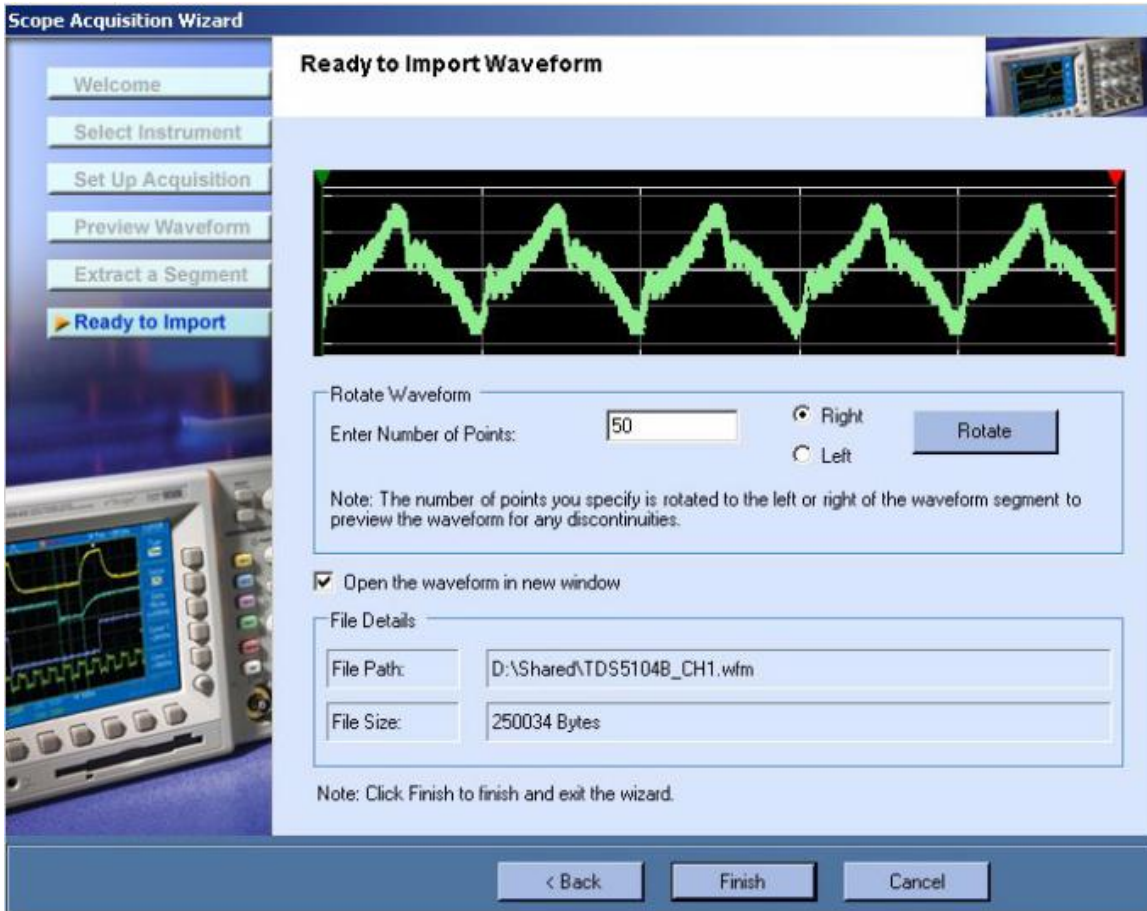 Scope Acquisition Wizard
Welcome
Select Instrument
Set Up Acquisition
Preview Waveform
Extract a Segment
Ready to Import
Ready to Import Waveform
Rotate Waveform
Enter Number of Points:
50
Right
Left
Rotate
Note: The number of points you specify is rotated to the left or right of the waveform segment to
preview the waveform for any discontinuities.
Open the waveform in new window
File Details
File Path:
D:\Shared\TDS5104B_CH1.wfm
File Size:
250034 Bytes
Note: Click Finish to finish and exit the wizard.
< Back
Finish
Cancel